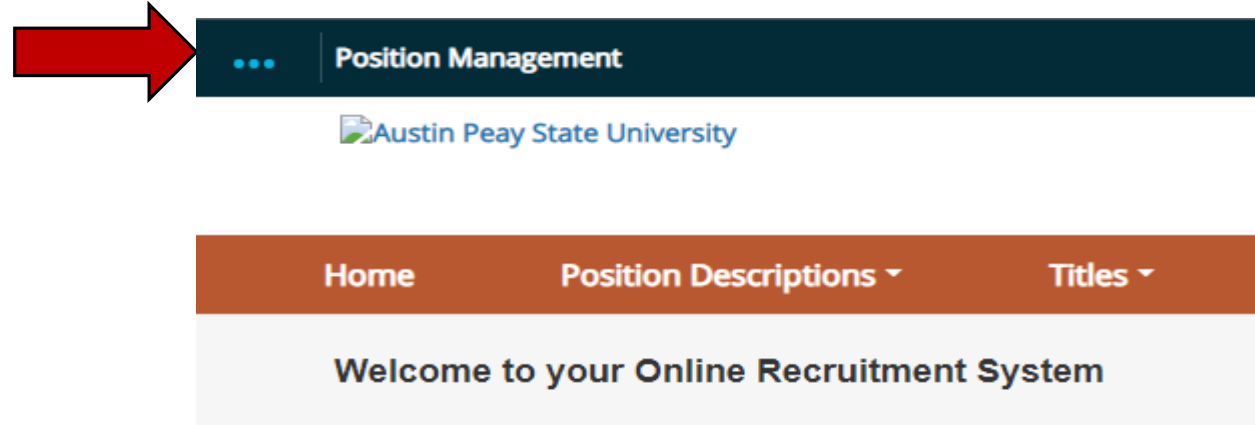 ••• Position Management
Austin Peay State University
Home Position Descriptions Titles
Welcome to your Online Recruitment System